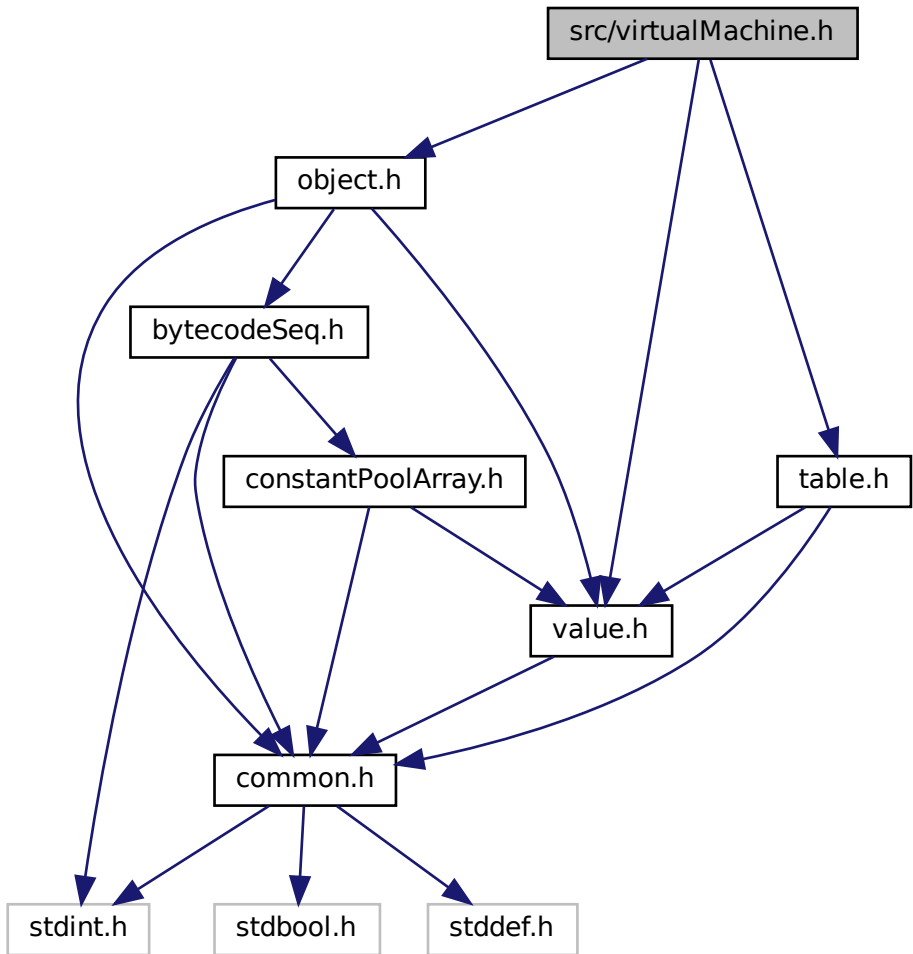 src/virtualMachine.h
object.h
bytecodeSeq.h
constantPoolArray.h
table.h
value.h
common.h
stdint.h
stdbool.h
stddef.h